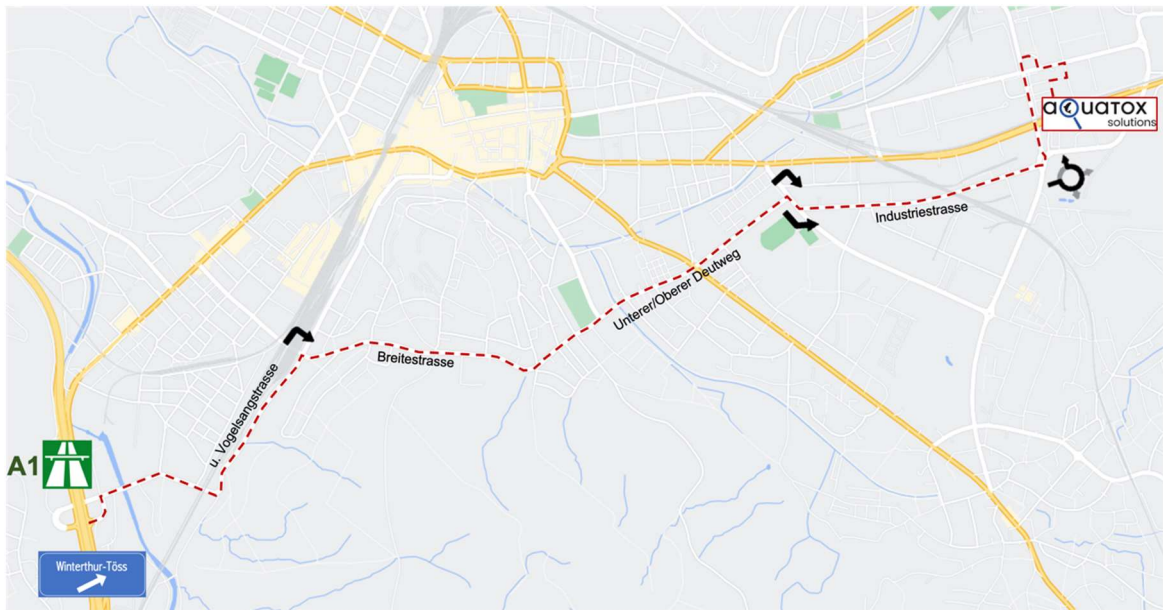 aQuatox
solutions
Industriestrasse
Unterer/Oberer Deutweg
Breitestrasse
u. Vogelsangstrasse
A1
Winterthur-Töss